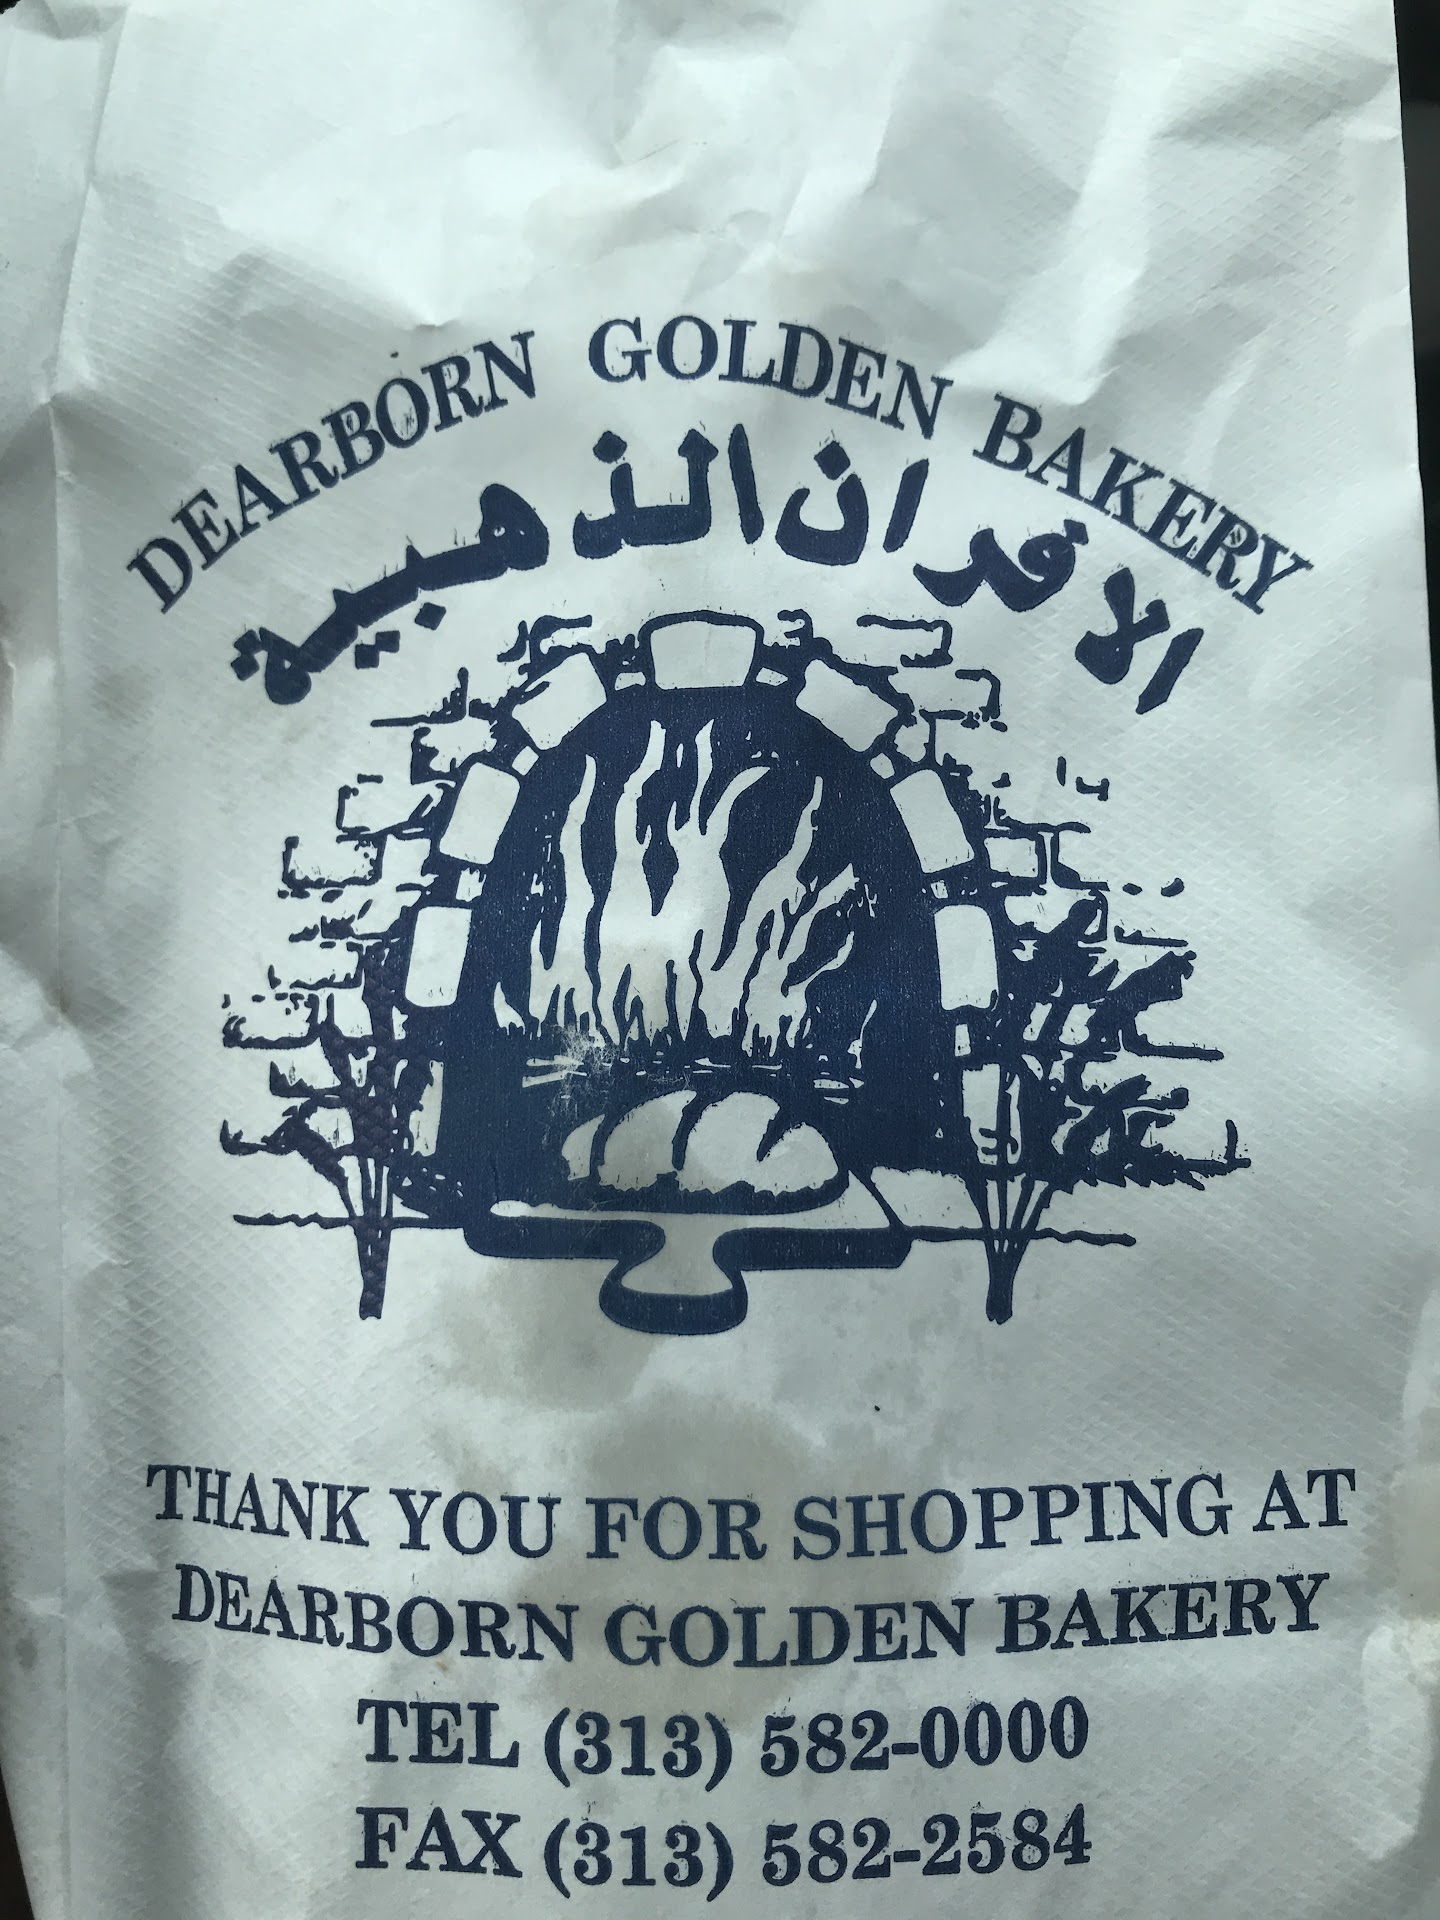 DEARBORN GOLDEN BAKERY
الافران الذهبية
THANK YOU FOR SHOPPING AT
DEARBORN GOLDEN BAKERY
TEL (313) 582-0000
FAX (313) 582-2584